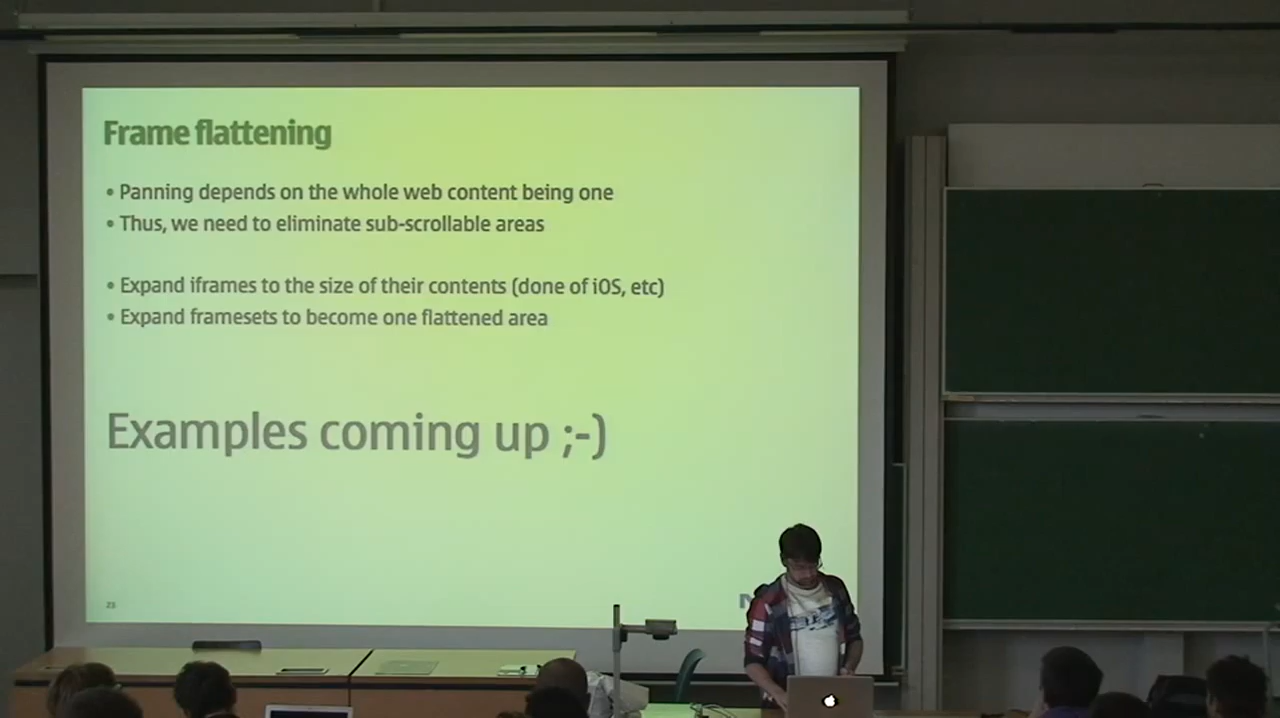 Frame flattening
• Panning depends on the whole web content being one
• Thus, we need to eliminate sub-scrollable areas
• Expand iframes to the size of their contents (done of iOS, etc)
• Expand framesets to become one flattened area
Examples coming up ;-)
23